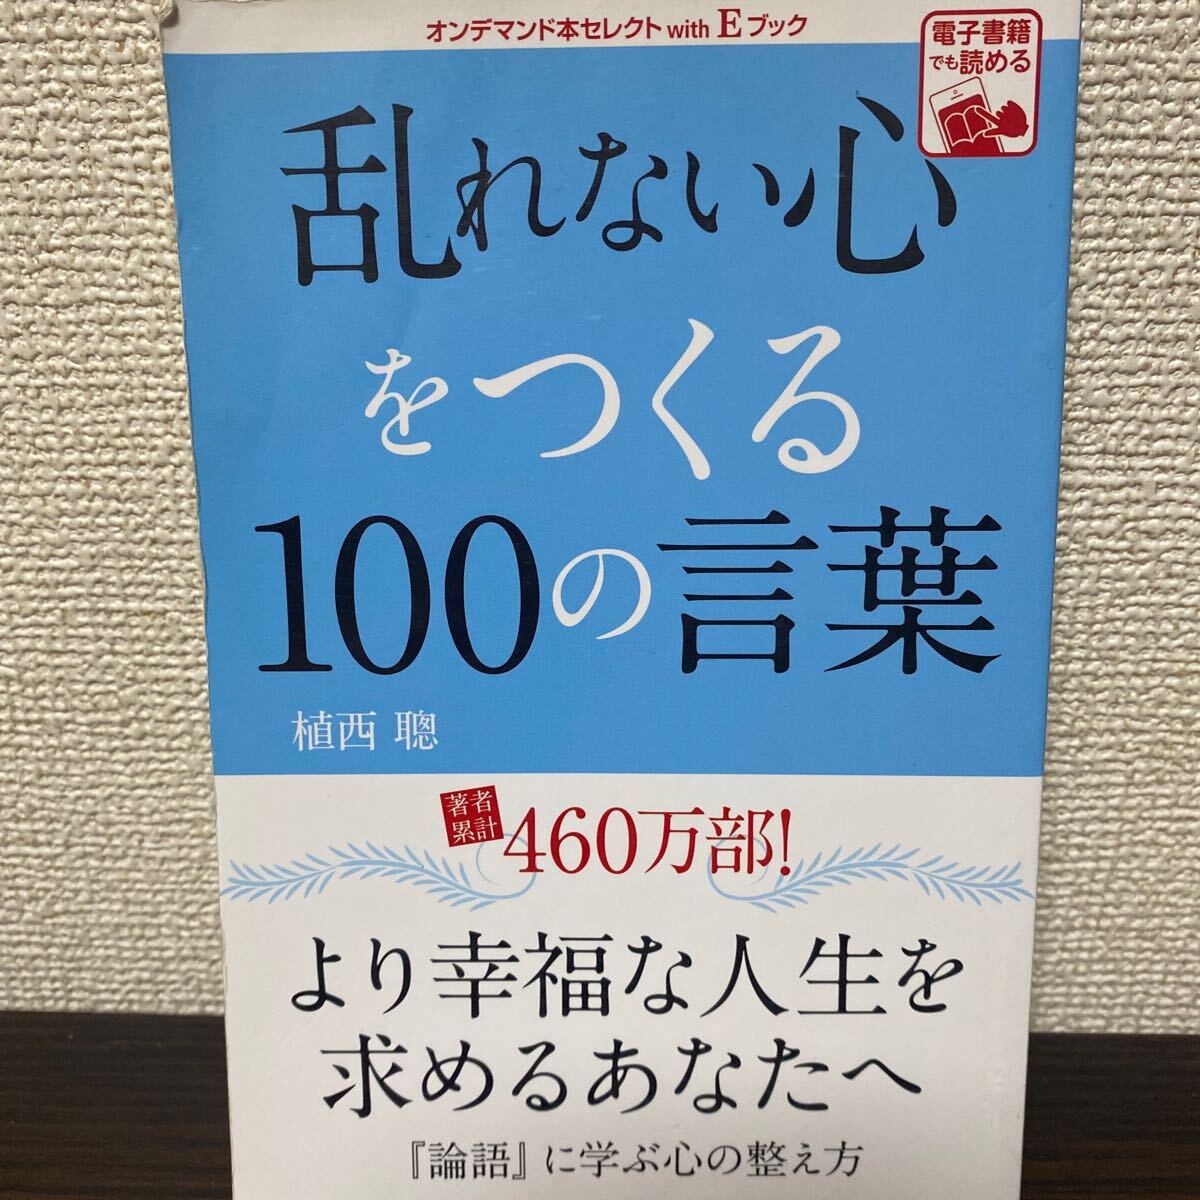 オンデマンド本セレクト with Eブック
電子書籍
でも読める
乱れない心
をつくる
100の言葉
植西 聰
著者
累計
460万部!
より幸福な人生を
求めるあなたへ
『論語』に学ぶ心の整え方